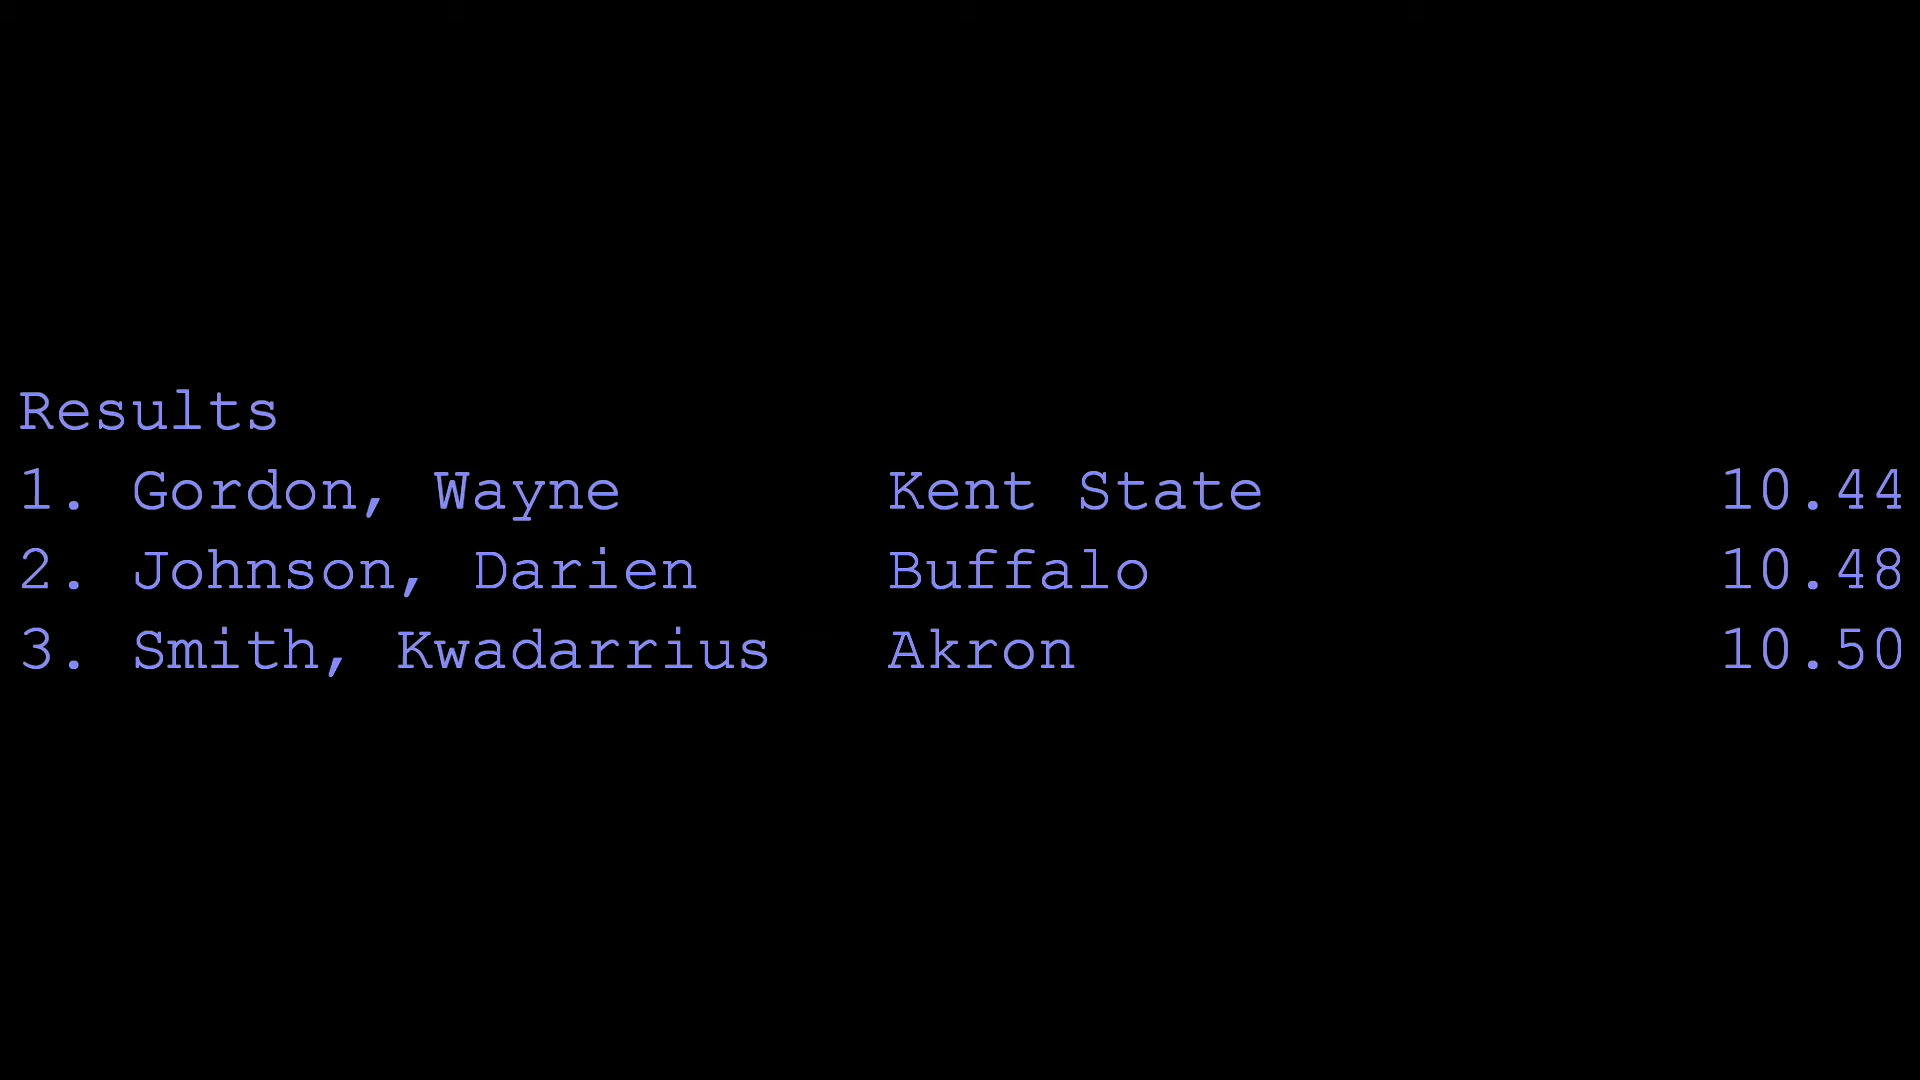 Results
1. Gordon, Wayne Kent State 10.44
2. Johnson, Darien Buffalo 10.48
3. Smith, Kwadarrius Akron 10.50